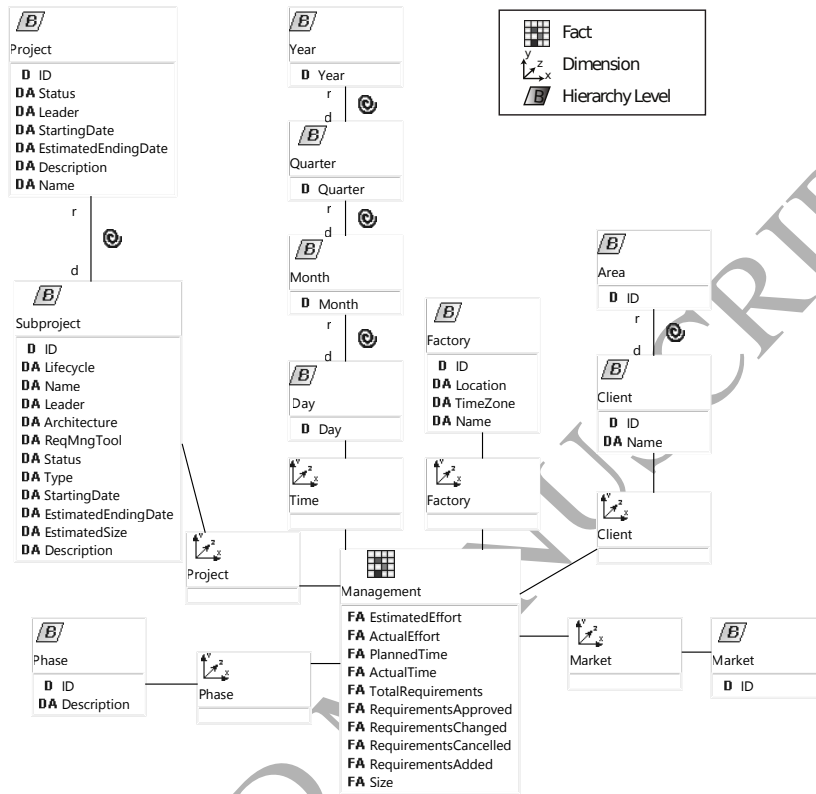 Project
D ID
DA Status
DA Leader
DA StartingDate
DA EstimatedEndingDate
DA Description
DA Name
r
d
Subproject
D ID
DA Lifecycle
DA Name
DA Leader
DA Architecture
DA ReqMngTool
DA Status
DA Type
DA StartingDate
DA EstimatedEndingDate
DA EstimatedSize
DA Description
Project
Year
D Year
r
d
Quarter
D Quarter
r
d
Month
D Month
r
d
Day
D Day
Time
Fact
Dimension
Hierarchy Level
Factory
D ID
DA Location
DA TimeZone
DA Name
Factory
Area
D ID
r
d
Client
D ID
DA Name
Client
Management
FA EstimatedEffort
FA ActualEffort
FA PlannedTime
FA ActualTime
FA TotalRequirements
FA RequirementsApproved
FA RequirementsChanged
FA RequirementsCancelled
FA RequirementsAdded
FA Size
Phase
D ID
DA Description
Phase
Market
Market
D ID